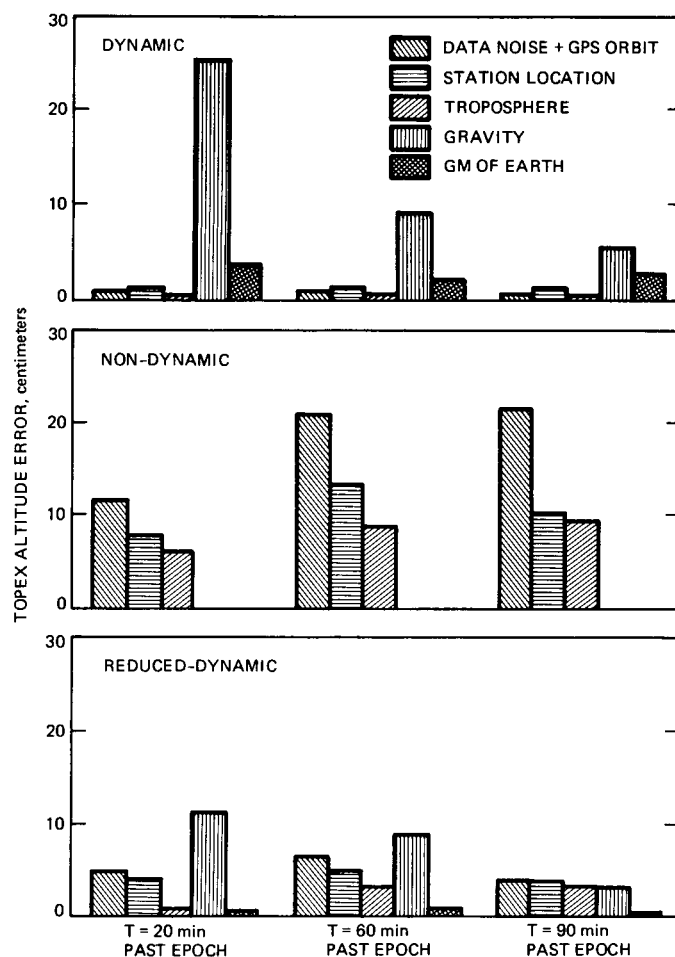 TOPEX ALTITUDE ERROR, centimeters
30
20
10
0
DYNAMIC
DATA NOISE + GPS ORBIT
STATION LOCATION
TROPOSPHERE
GRAVITY
GM OF EARTH
30
20
10
0
NON-DYNAMIC
30
20
10
0
REDUCED-DYNAMIC
T = 20 min
PAST EPOCH
T = 60 min
PAST EPOCH
T = 90 min
PAST EPOCH